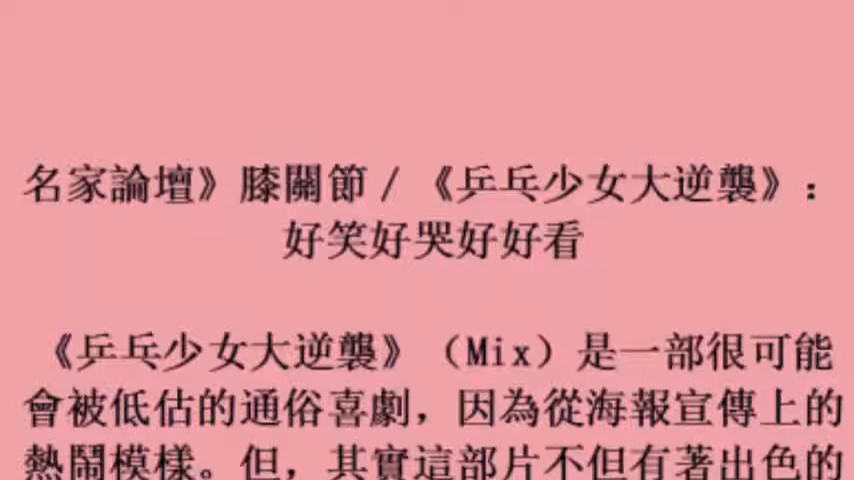 名家論壇》膝關節/《乒乓少女大逆襲》:
好笑好哭好好看
《乒乓少女大逆襲》(Mix)是一部很可能
會被低估的通俗喜劇，因為從海報宣傳上的
熱鬧模樣。但，其實這部片不但有著出色的